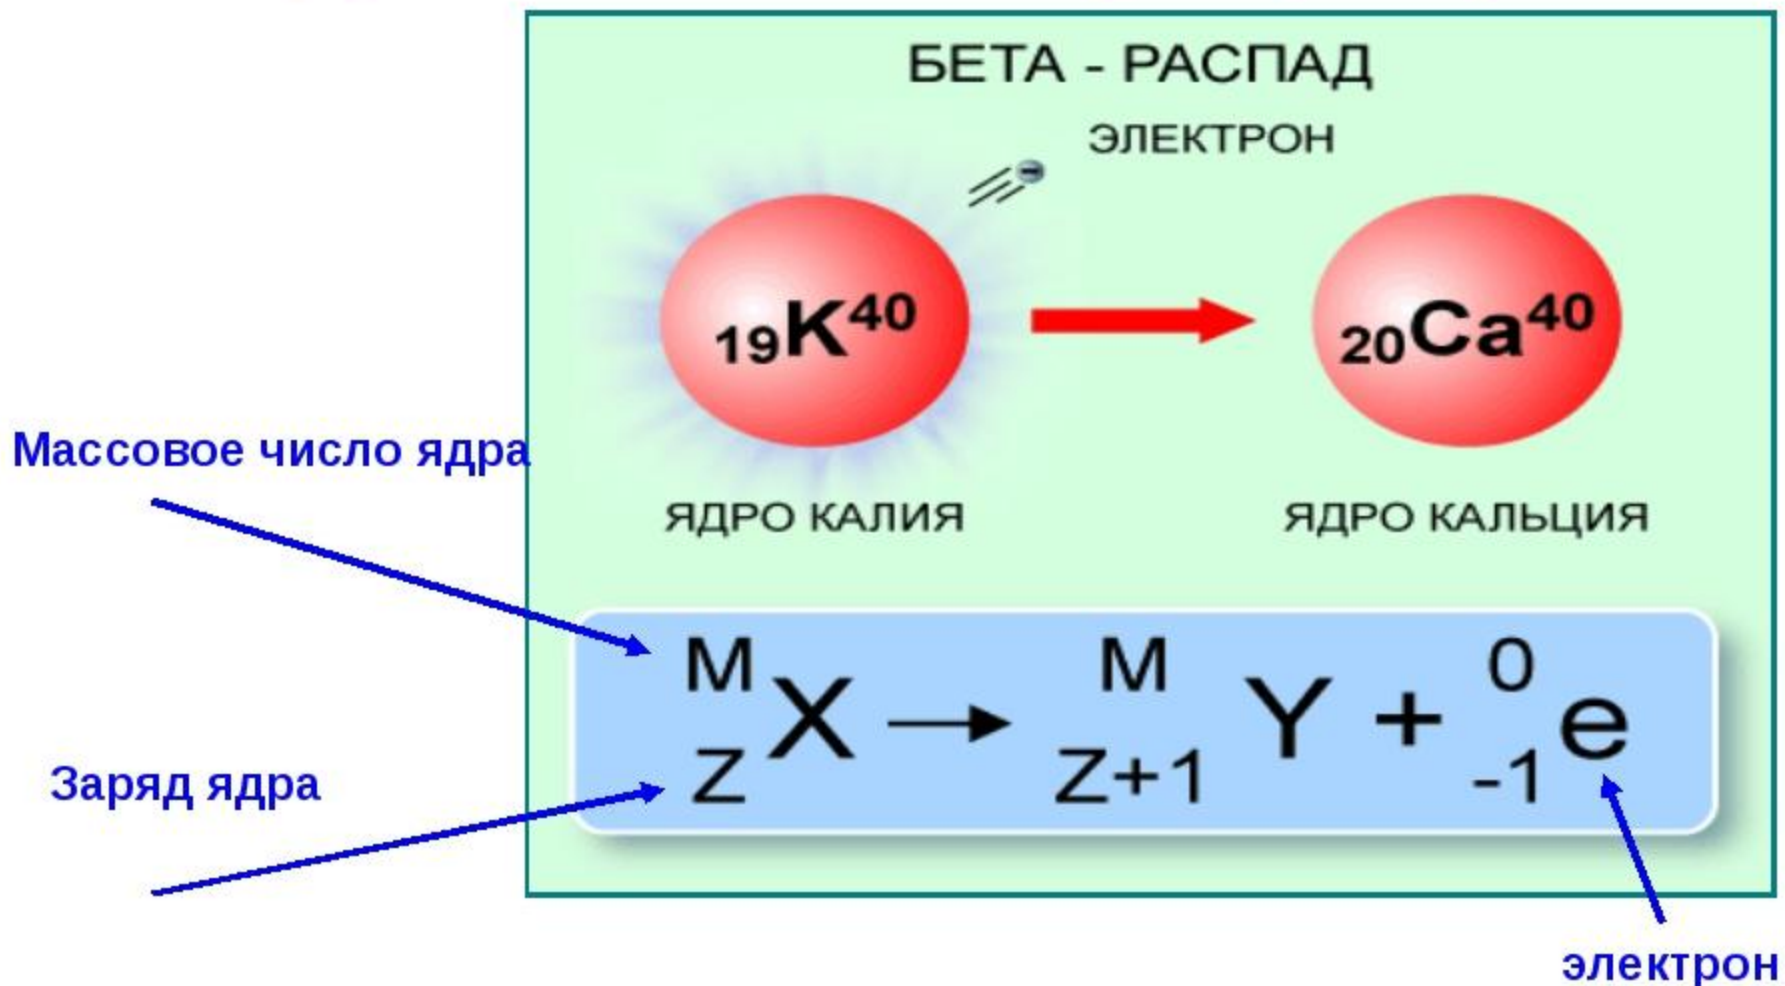 БЕТА - РАСПАД
ЭЛЕКТРОН
₁₉K⁴⁰
₂₀Ca⁴⁰
Массовое число ядра
ЯДРО КАЛИЯ
ЯДРО КАЛЬЦИЯ
M M 0
X → Y + e
Z Z+1 -1
Заряд ядра
электрон